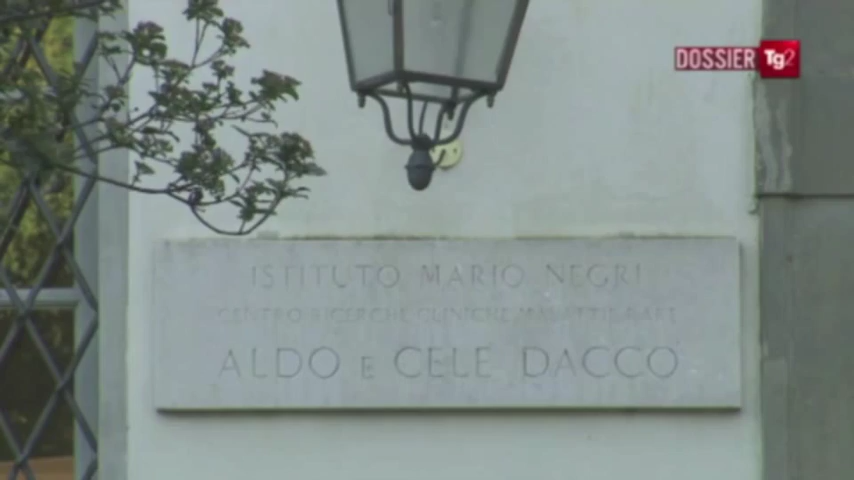 DOSSIER Tg2
ISTITUTO MARIO NEGRI
CENTRO RICERCHE CLINICHE MALATTIE RARE
ALDO E CELE DACCO